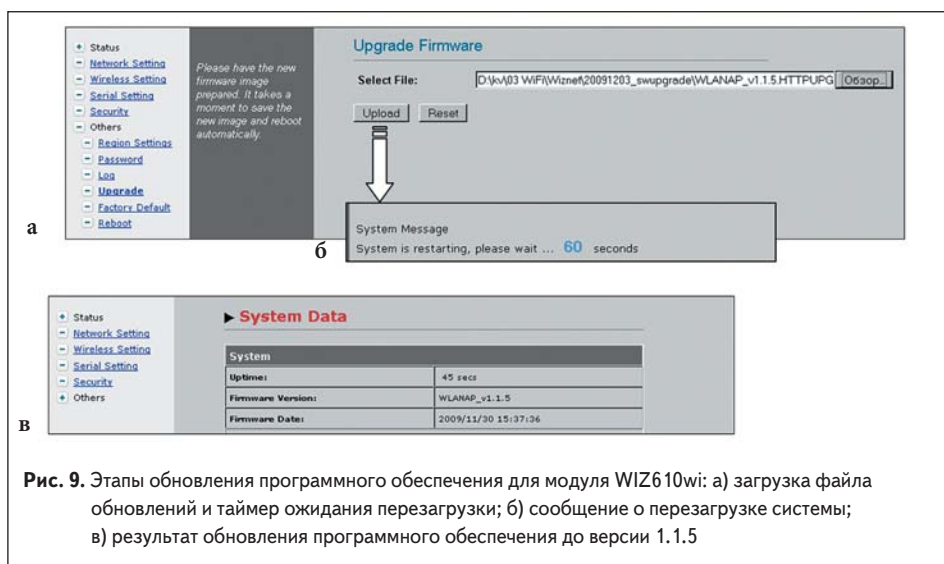 Status
Network Setting
Wireless Setting
Serial Setting
Security
Others
Region Settings
Password
Log
Upgrade
Factory Default
Reboot
Please have the new
firmware image
prepared. It takes a
moment to save the
new image and reboot
automatically.
Upgrade Firmware
Select File: D:\kv\03 WiFi\Wiznet\20091203_swupgrade\WLANAP_v1.1.5.HTTPUPG Обзор...
Upload Reset
а
System Message
System is restarting, please wait ... 60 seconds
б
Status
Network Setting
Wireless Setting
Serial Setting
Security
Others
System Data
System
Uptime: 45 secs
Firmware Version: WLANAP_v1.1.5
Firmware Date: 2009/11/30 15:37:36
в
Рис. 9. Этапы обновления программного обеспечения для модуля WIZ610wi: а) загрузка файла
обновлений и таймер ожидания перезагрузки; б) сообщение о перезагрузке системы;
в) результат обновления программного обеспечения до версии 1.1.5